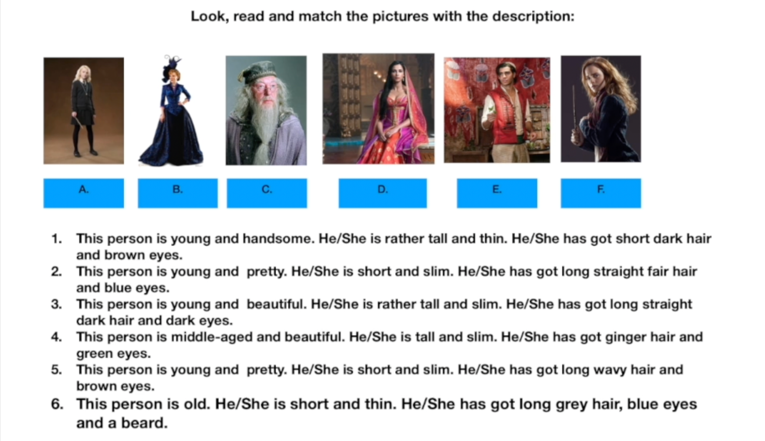 Look, read and match the pictures with the description:
A. B. C. D. E. F.
1. This person is young and handsome. He/She is rather tall and thin. He/She has got short dark hair
and brown eyes.
2. This person is young and pretty. He/She is short and slim. He/She has got long straight fair hair
and blue eyes.
3. This person is young and beautiful. He/She is rather tall and slim. He/She has got long straight
dark hair and dark eyes.
4. This person is middle-aged and beautiful. He/She is tall and slim. He/She has got ginger hair and
green eyes.
5. This person is young and pretty. He/She is short and slim. He/She has got long wavy hair and
brown eyes.
6. This person is old. He/She is short and thin. He/She has got long grey hair, blue eyes
and a beard.